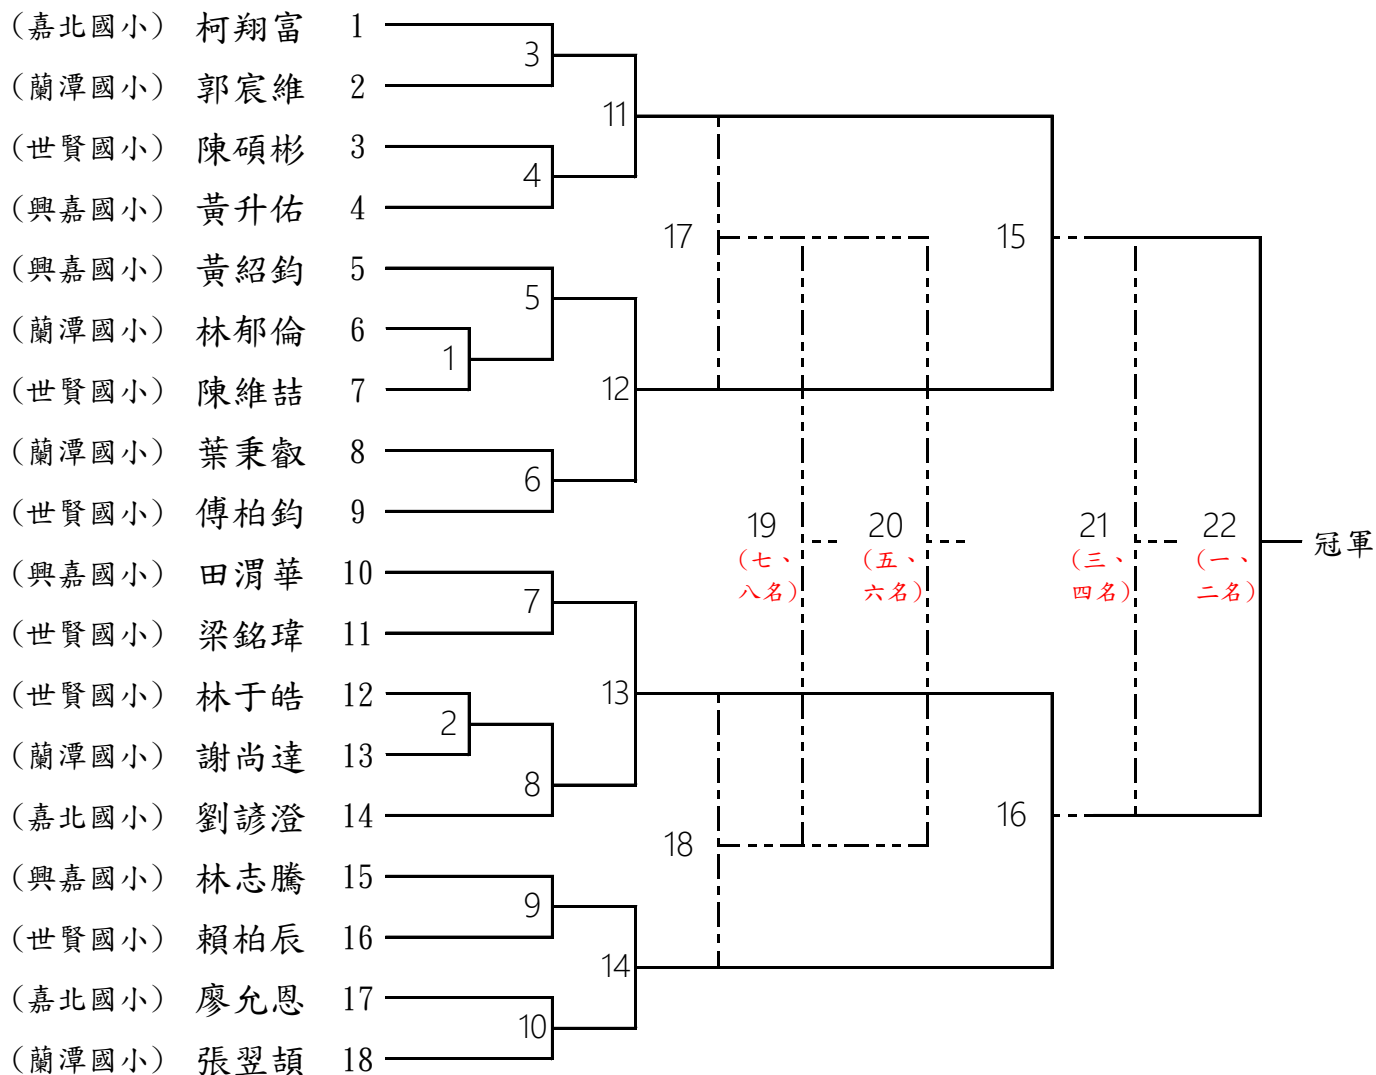 (嘉北國小) 柯翔富 1
3
(蘭潭國小) 郭宸維 2
11
(世賢國小) 陳碩彬 3
4
(興嘉國小) 黃升佑 4
17 15
(興嘉國小) 黃紹鈞 5
5
(蘭潭國小) 林郁倫 6
1
(世賢國小) 陳維喆 7
12
(蘭潭國小) 葉秉叡 8
6
(世賢國小) 傅柏鈞 9
19 20 21 22
冠軍
(七、 (五、 (三、 (一、
八名) 六名) 四名) 二名)
(興嘉國小) 田渭華 10
7
(世賢國小) 梁銘瑋 11
(世賢國小) 林于皓 12
13
2
(蘭潭國小) 謝尚達 13
8
(嘉北國小) 劉諺澄 14
16
18
(興嘉國小) 林志騰 15
9
(世賢國小) 賴柏辰 16
14
(嘉北國小) 廖允恩 17
10
(蘭潭國小) 張翌頡 18